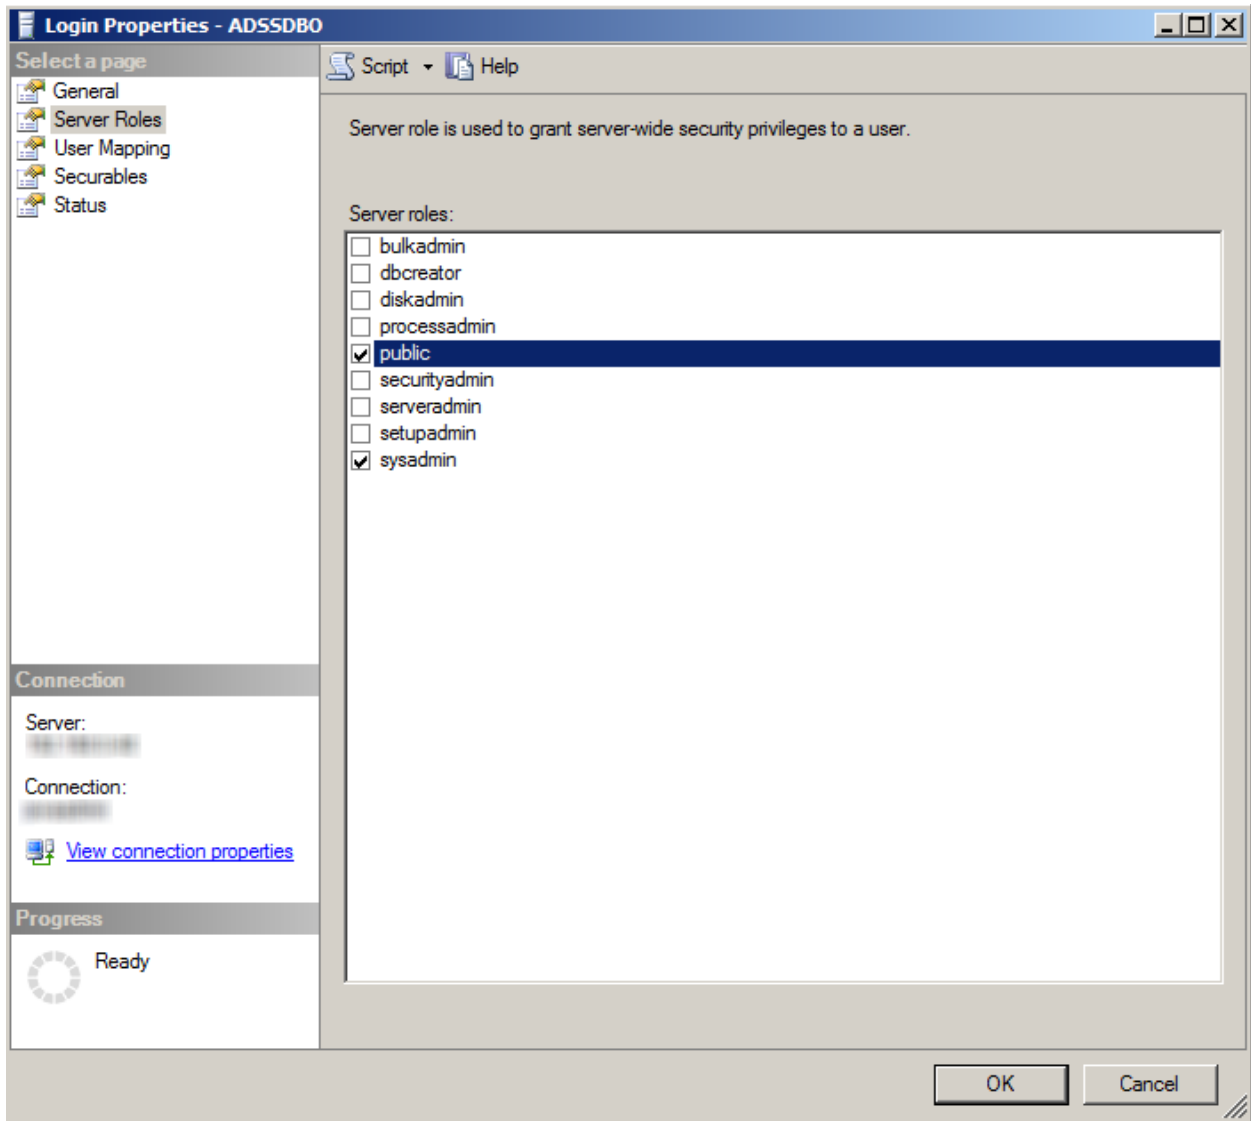 Login Properties - ADSSDBO
Select a page
General
Server Roles
User Mapping
Securables
Status
Script
Help
Server role is used to grant server-wide security privileges to a user.
Server roles:
bulkadmin
dbcreator
diskadmin
processadmin
public
securityadmin
serveradmin
setupadmin
sysadmin
Connection
Server:
Connection:
View connection properties
Progress
Ready
OK
Cancel